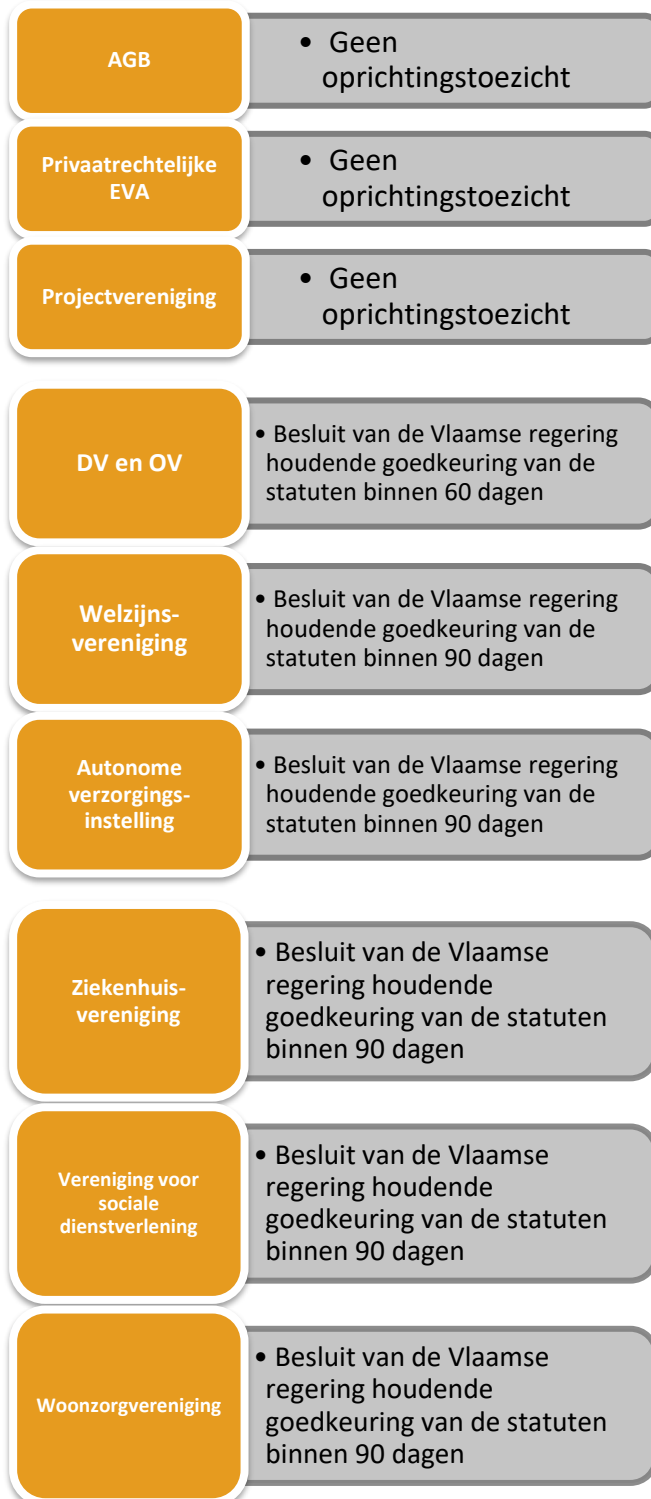 AGB
• Geen
oprichtingstoezicht
Privaatrechtelijke
EVA
• Geen
oprichtingstoezicht
Projectvereniging
• Geen
oprichtingstoezicht
DV en OV
• Besluit van de Vlaamse regering
houdende goedkeuring van de
statuten binnen 60 dagen
Welzijns-
vereniging
• Besluit van de Vlaamse regering
houdende goedkeuring van de
statuten binnen 90 dagen
Autonome
verzorgings-
instelling
• Besluit van de Vlaamse regering
houdende goedkeuring van de
statuten binnen 90 dagen
Ziekenhuis-
vereniging
• Besluit van de Vlaamse
regering houdende
goedkeuring van de statuten
binnen 90 dagen
Vereniging voor
sociale
dienstverlening
• Besluit van de Vlaamse
regering houdende
goedkeuring van de statuten
binnen 90 dagen
Woonzorgvereniging
• Besluit van de Vlaamse
regering houdende
goedkeuring van de statuten
binnen 90 dagen